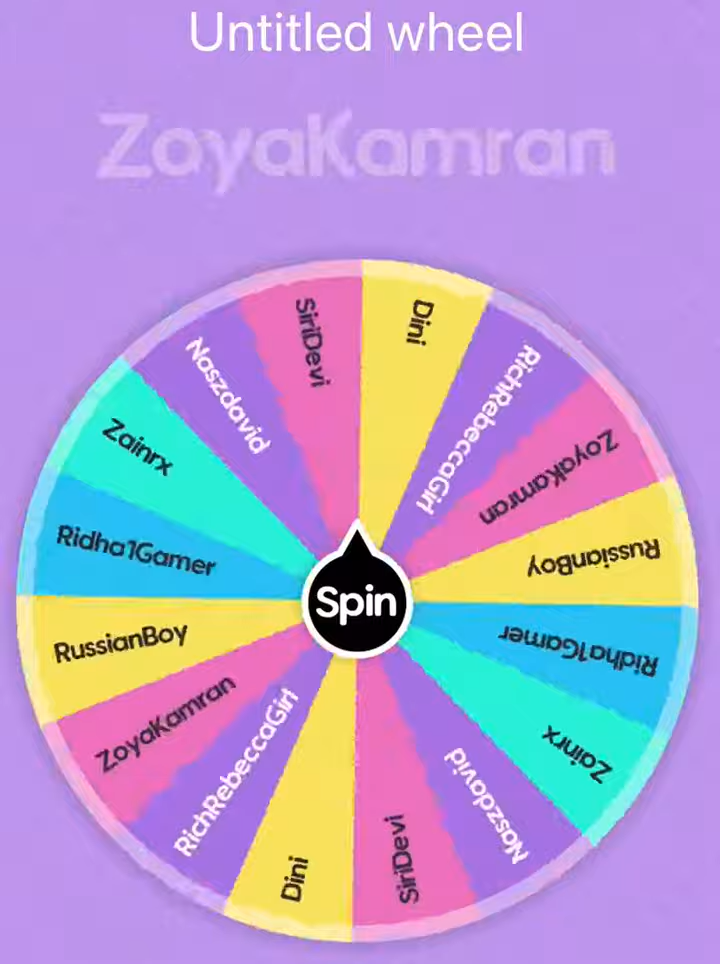 Untitled wheel
ZoyaKamran
Dini
RichRebeccaGirl
ZoyaKamran
RussianBoy
Ridha1Gamer
Zainrx
Naszdavid
SiriDevi
Dini
RichRebeccaGirl
ZoyaKamran
RussianBoy
Ridha1Gamer
Zainrx
Naszdavid
SiriDevi
Spin